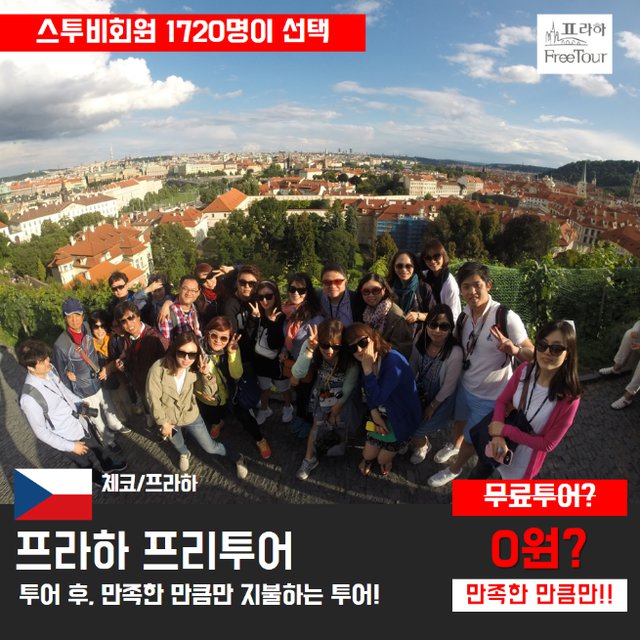 스투비회원 1720명이 선택
프라하
FreeTour
체코/프라하
프라하 프리투어
투어 후, 만족한 만큼만 지불하는 투어!
무료투어?
0원?
만족한 만큼만!!